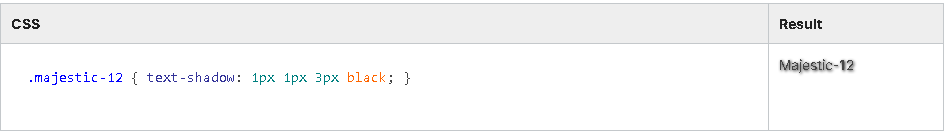 CSS Result
.majestic-12 { text-shadow: 1px 1px 3px black; } Majestic-12